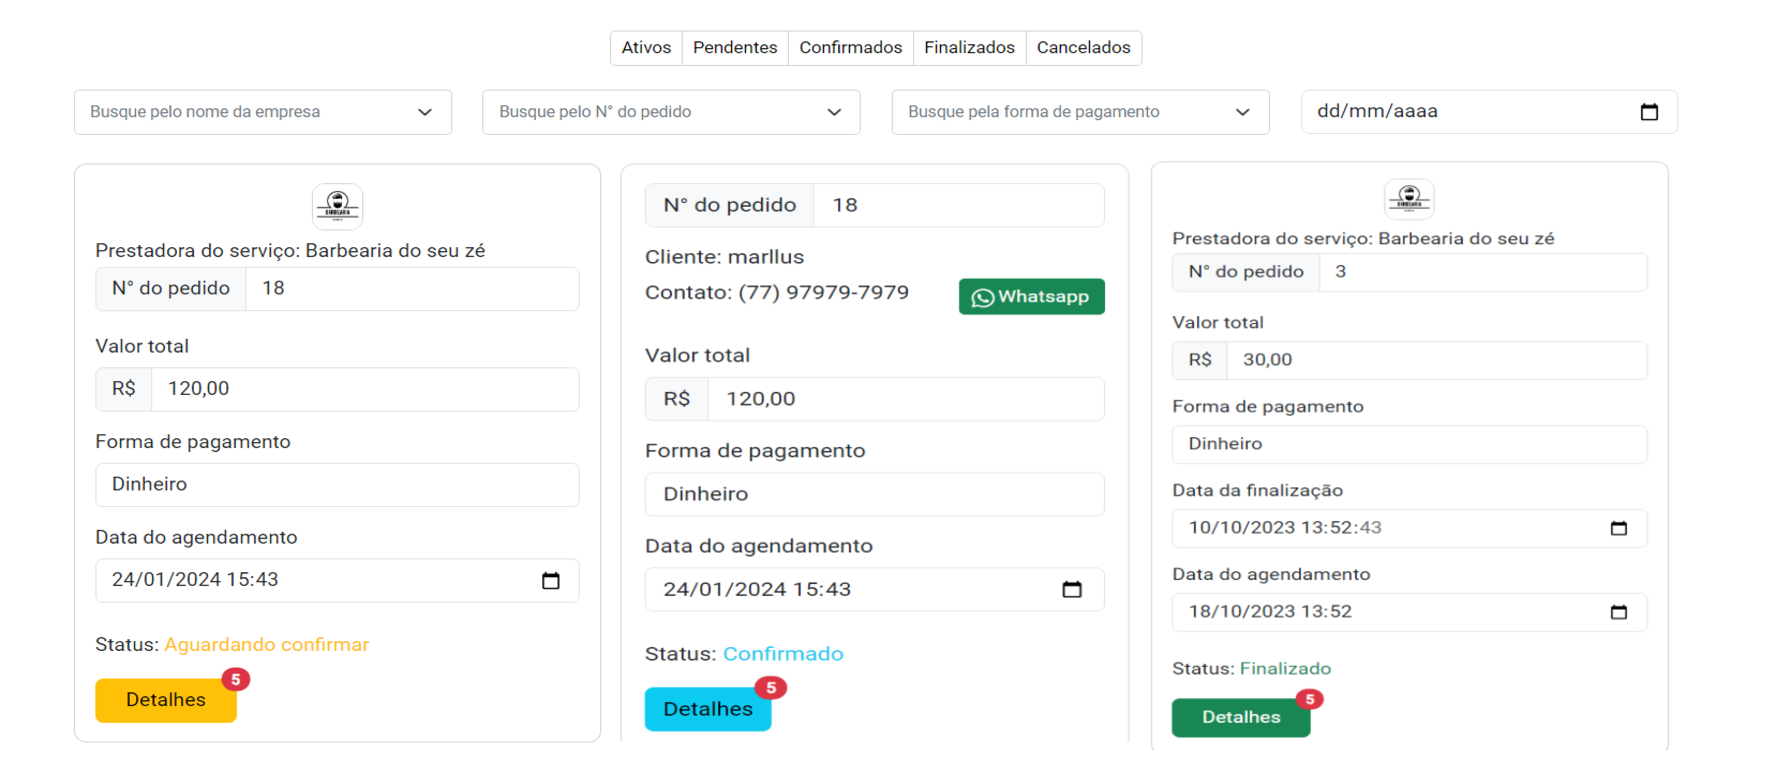 Ativos Pendentes Confirmados Finalizados Cancelados
Busque pelo nome da empresa Busque pelo N° do pedido Busque pela forma de pagamento dd/mm/aaaa
BARBEARIA
Prestadora do serviço: Barbearia do seu zé
N° do pedido 18
Valor total
R$ 120,00
Forma de pagamento
Dinheiro
Data do agendamento
24/01/2024 15:43
Status: Aguardando confirmar
Detalhes 5
N° do pedido 18
Cliente: marllus
Contato: (77) 97979-7979 Whatsapp
Valor total
R$ 120,00
Forma de pagamento
Dinheiro
Data do agendamento
24/01/2024 15:43
Status: Confirmado
Detalhes 5
BARBEARIA
Prestadora do serviço: Barbearia do seu zé
N° do pedido 3
Valor total
R$ 30,00
Forma de pagamento
Dinheiro
Data da finalização
10/10/2023 13:52:43
Data do agendamento
18/10/2023 13:52
Status: Finalizado
Detalhes 5